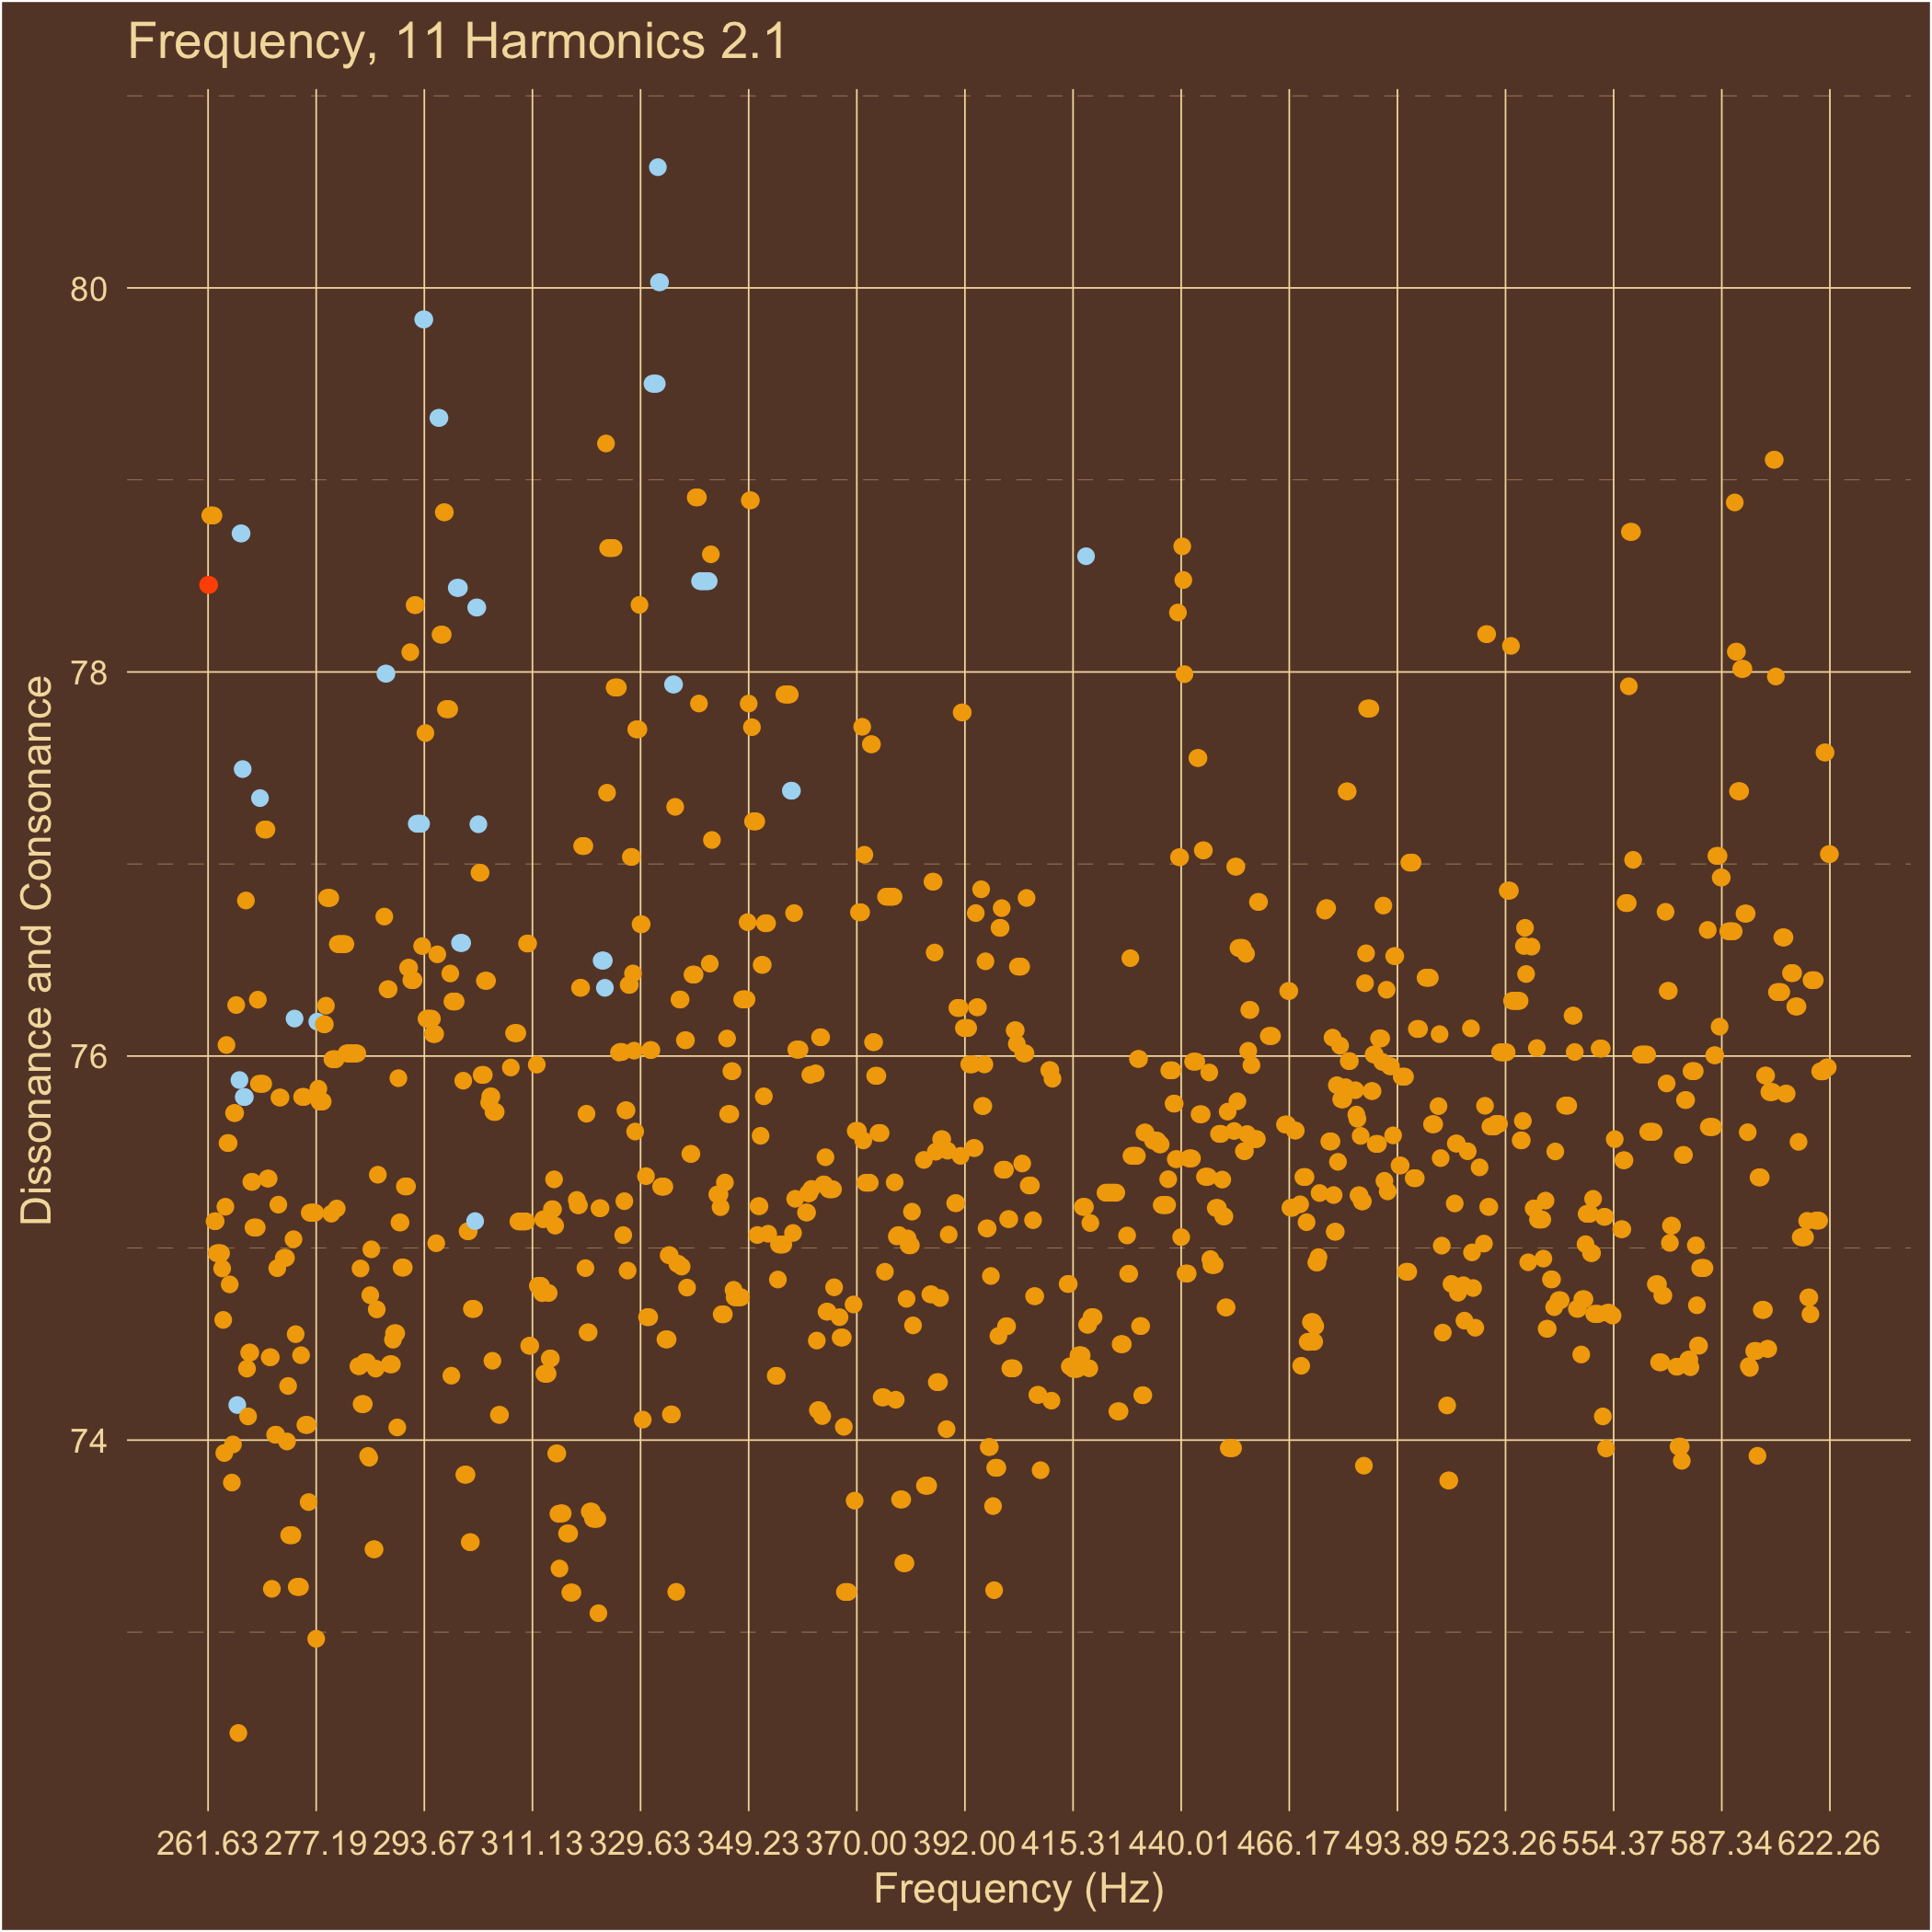 Frequency, 11 Harmonics 2.1
80
78
76
74
Dissonance and Consonance
261.63 277.19 293.67 311.13 329.63 349.23 370.00 392.00 415.31 440.01 466.17 493.89 523.26 554.37 587.34 622.26
Frequency (Hz)